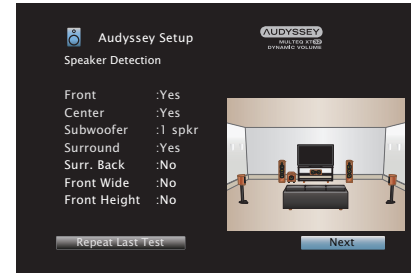 Audyssey Setup
AUDYSSEY
MULTEQ XT32
DYNAMIC VOLUME
Speaker Detection
Front :Yes
Center :Yes
Subwoofer :1 spkr
Surround :Yes
Surr. Back :No
Front Wide :No
Front Height :No
Repeat Last Test
Next